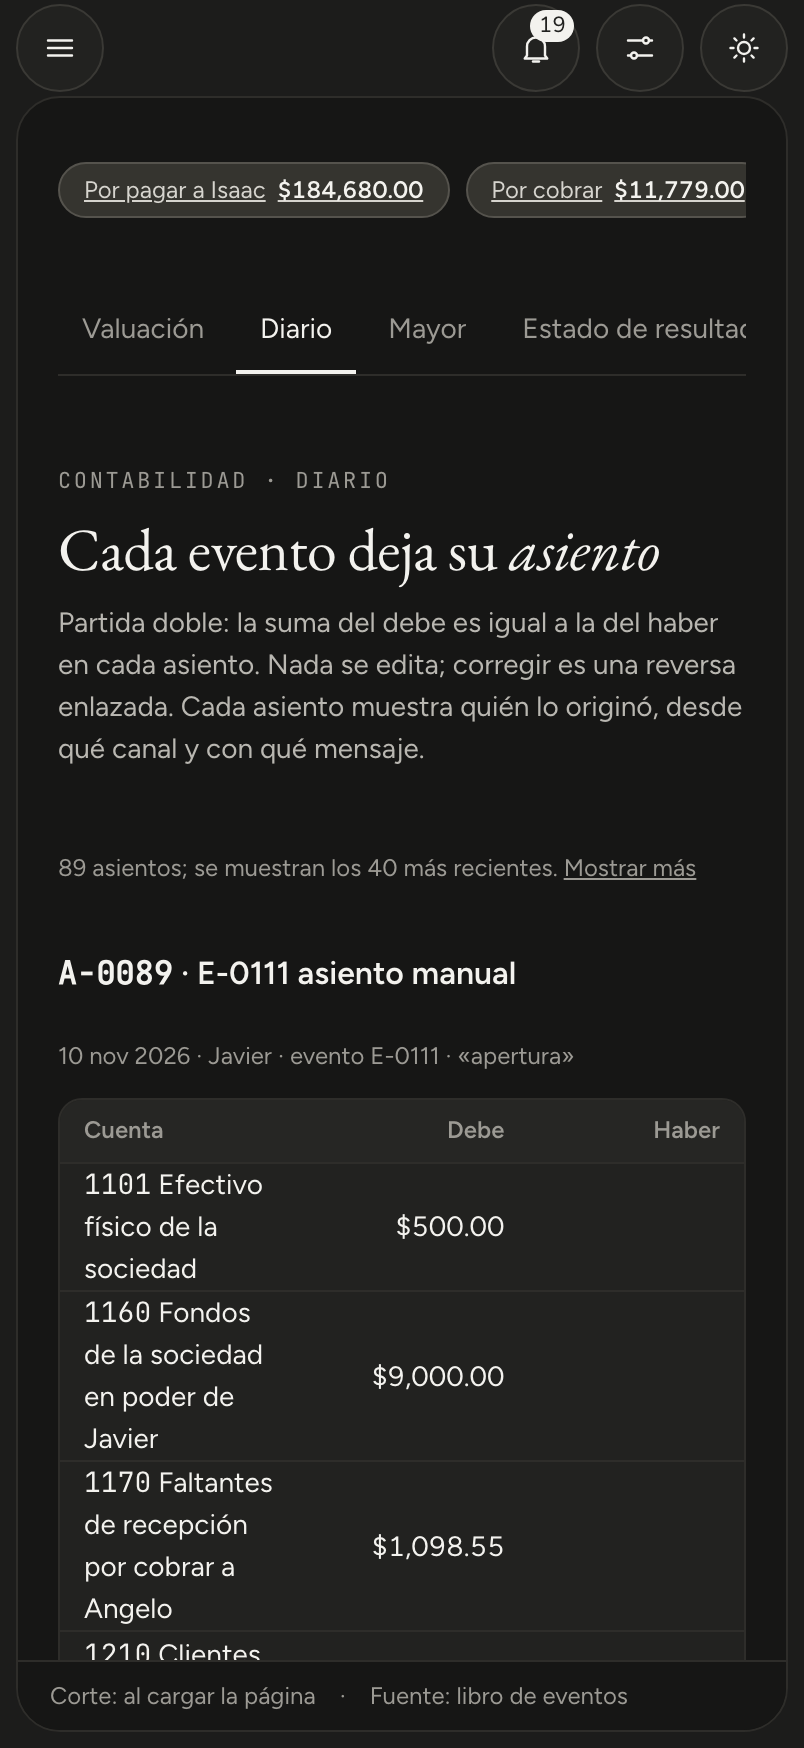 19
Por pagar a Isaac $184,680.00 Por cobrar $11,779.00
Valuación Diario Mayor Estado de resultad
CONTABILIDAD · DIARIO
Cada evento deja su asiento
Partida doble: la suma del debe es igual a la del haber
en cada asiento. Nada se edita; corregir es una reversa
enlazada. Cada asiento muestra quién lo originó, desde
qué canal y con qué mensaje.
89 asientos; se muestran los 40 más recientes. Mostrar más
A-0089 · E-0111 asiento manual
10 nov 2026 · Javier · evento E-0111 · «apertura»
Cuenta Debe Haber
1101 Efectivo
físico de la
sociedad
$500.00
1160 Fondos
de la sociedad
en poder de
Javier
$9,000.00
1170 Faltantes
de recepción
por cobrar a
Angelo
$1,098.55
1210 Clientes
Corte: al cargar la página · Fuente: libro de eventos